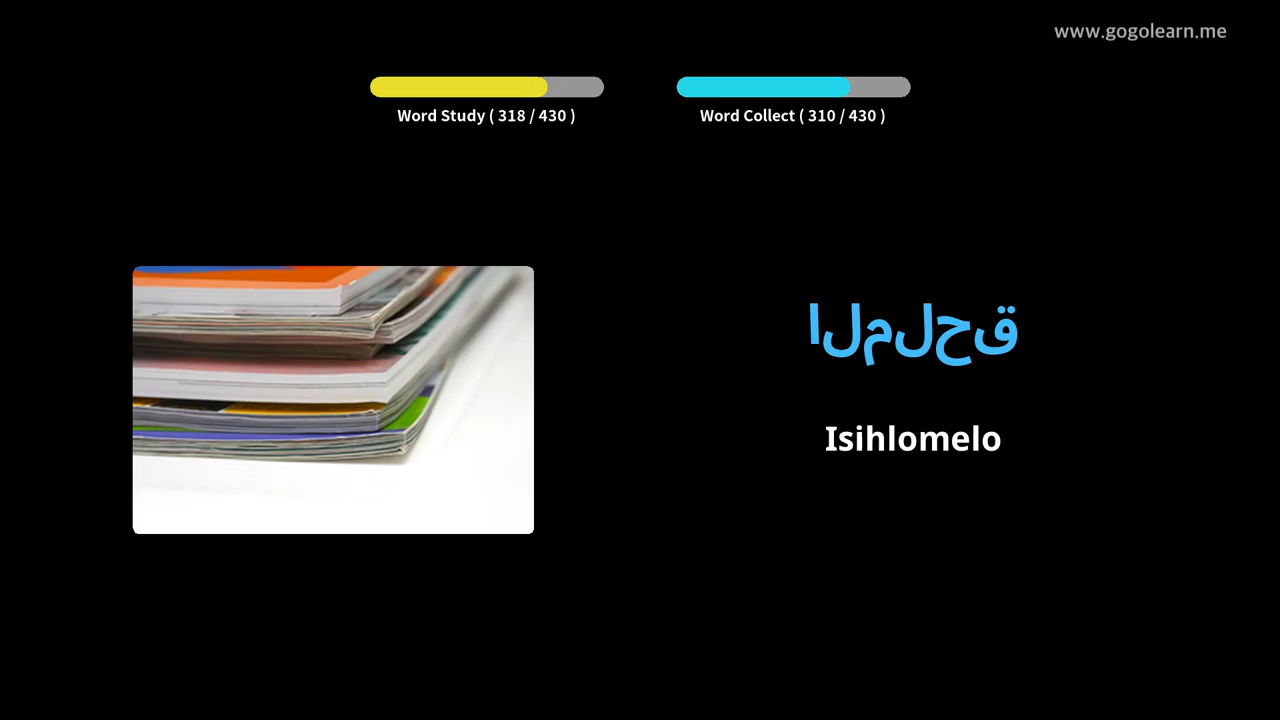 www.gogolearn.me
Word Study ( 318 / 430 )
Word Collect ( 310 / 430 )
الملحق
Isihlomelo